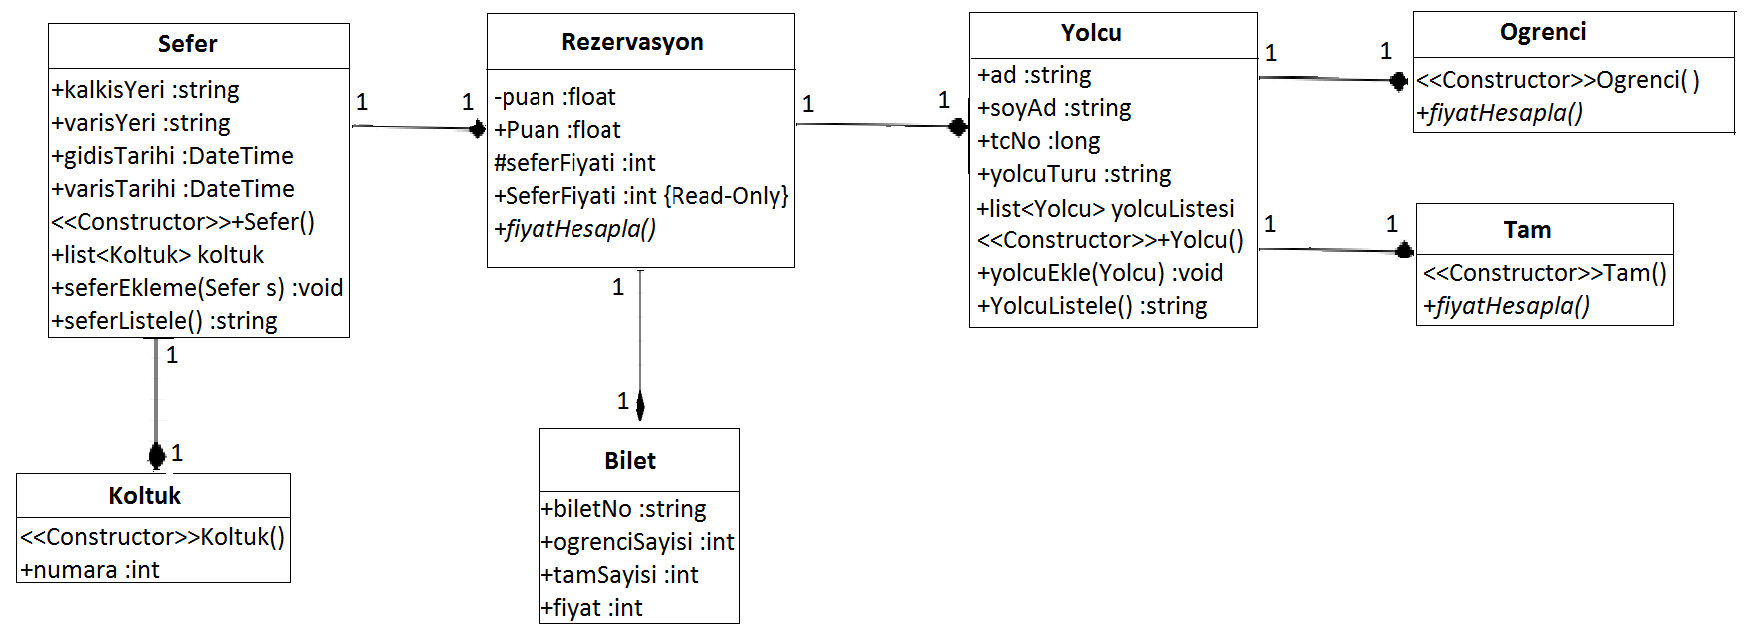 Sefer
+kalkisYeri :string
+varisYeri :string
+gidisTarihi :DateTime
+varisTarihi :DateTime
<<Constructor>>+Sefer()
+list<Koltuk> koltuk
+seferEkleme(Sefer s) :void
+seferListele() :string
1
1
Rezervasyon
-puan :float
+Puan :float
#seferFiyati :int
+SeferFiyati :int {Read-Only}
+fiyatHesapla()
1
1
Yolcu
+ad :string
+soyAd :string
+tcNo :long
+yolcuTuru :string
+list<Yolcu> yolcuListesi
<<Constructor>>+Yolcu()
+yolcuEkle(Yolcu) :void
+YolcuListele() :string
1
1
Ogrenci
<<Constructor>>Ogrenci( )
+fiyatHesapla()
1
1
Tam
<<Constructor>>Tam()
+fiyatHesapla()
1
1
Koltuk
<<Constructor>>Koltuk()
+numara :int
1
1
Bilet
+biletNo :string
+ogrenciSayisi :int
+tamSayisi :int
+fiyat :int